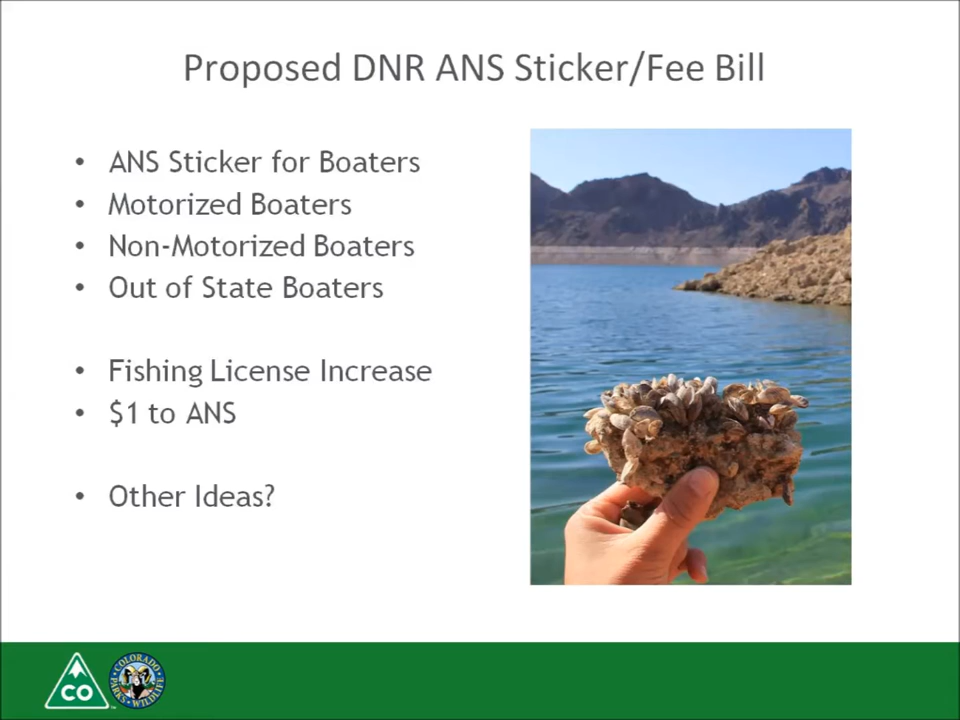 Proposed DNR ANS Sticker/Fee Bill
• ANS Sticker for Boaters
• Motorized Boaters
• Non-Motorized Boaters
• Out of State Boaters
• Fishing License Increase
• $1 to ANS
• Other Ideas?
CO
TM
COLORADO
PARKS • WILDLIFE